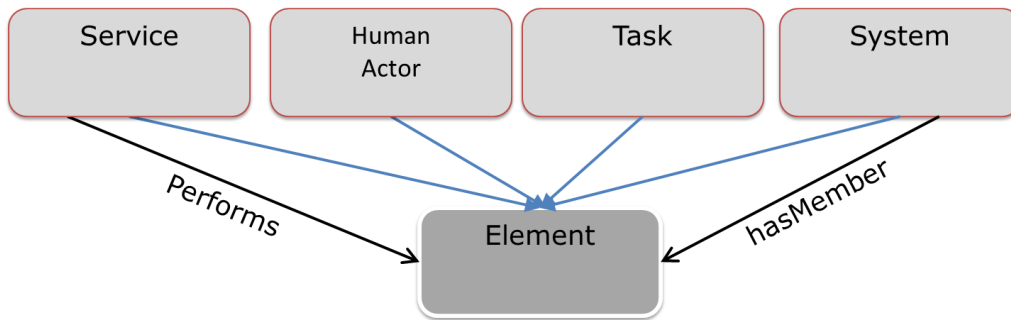 Service
Human
Actor
Task
System
Performs
hasMember
Element